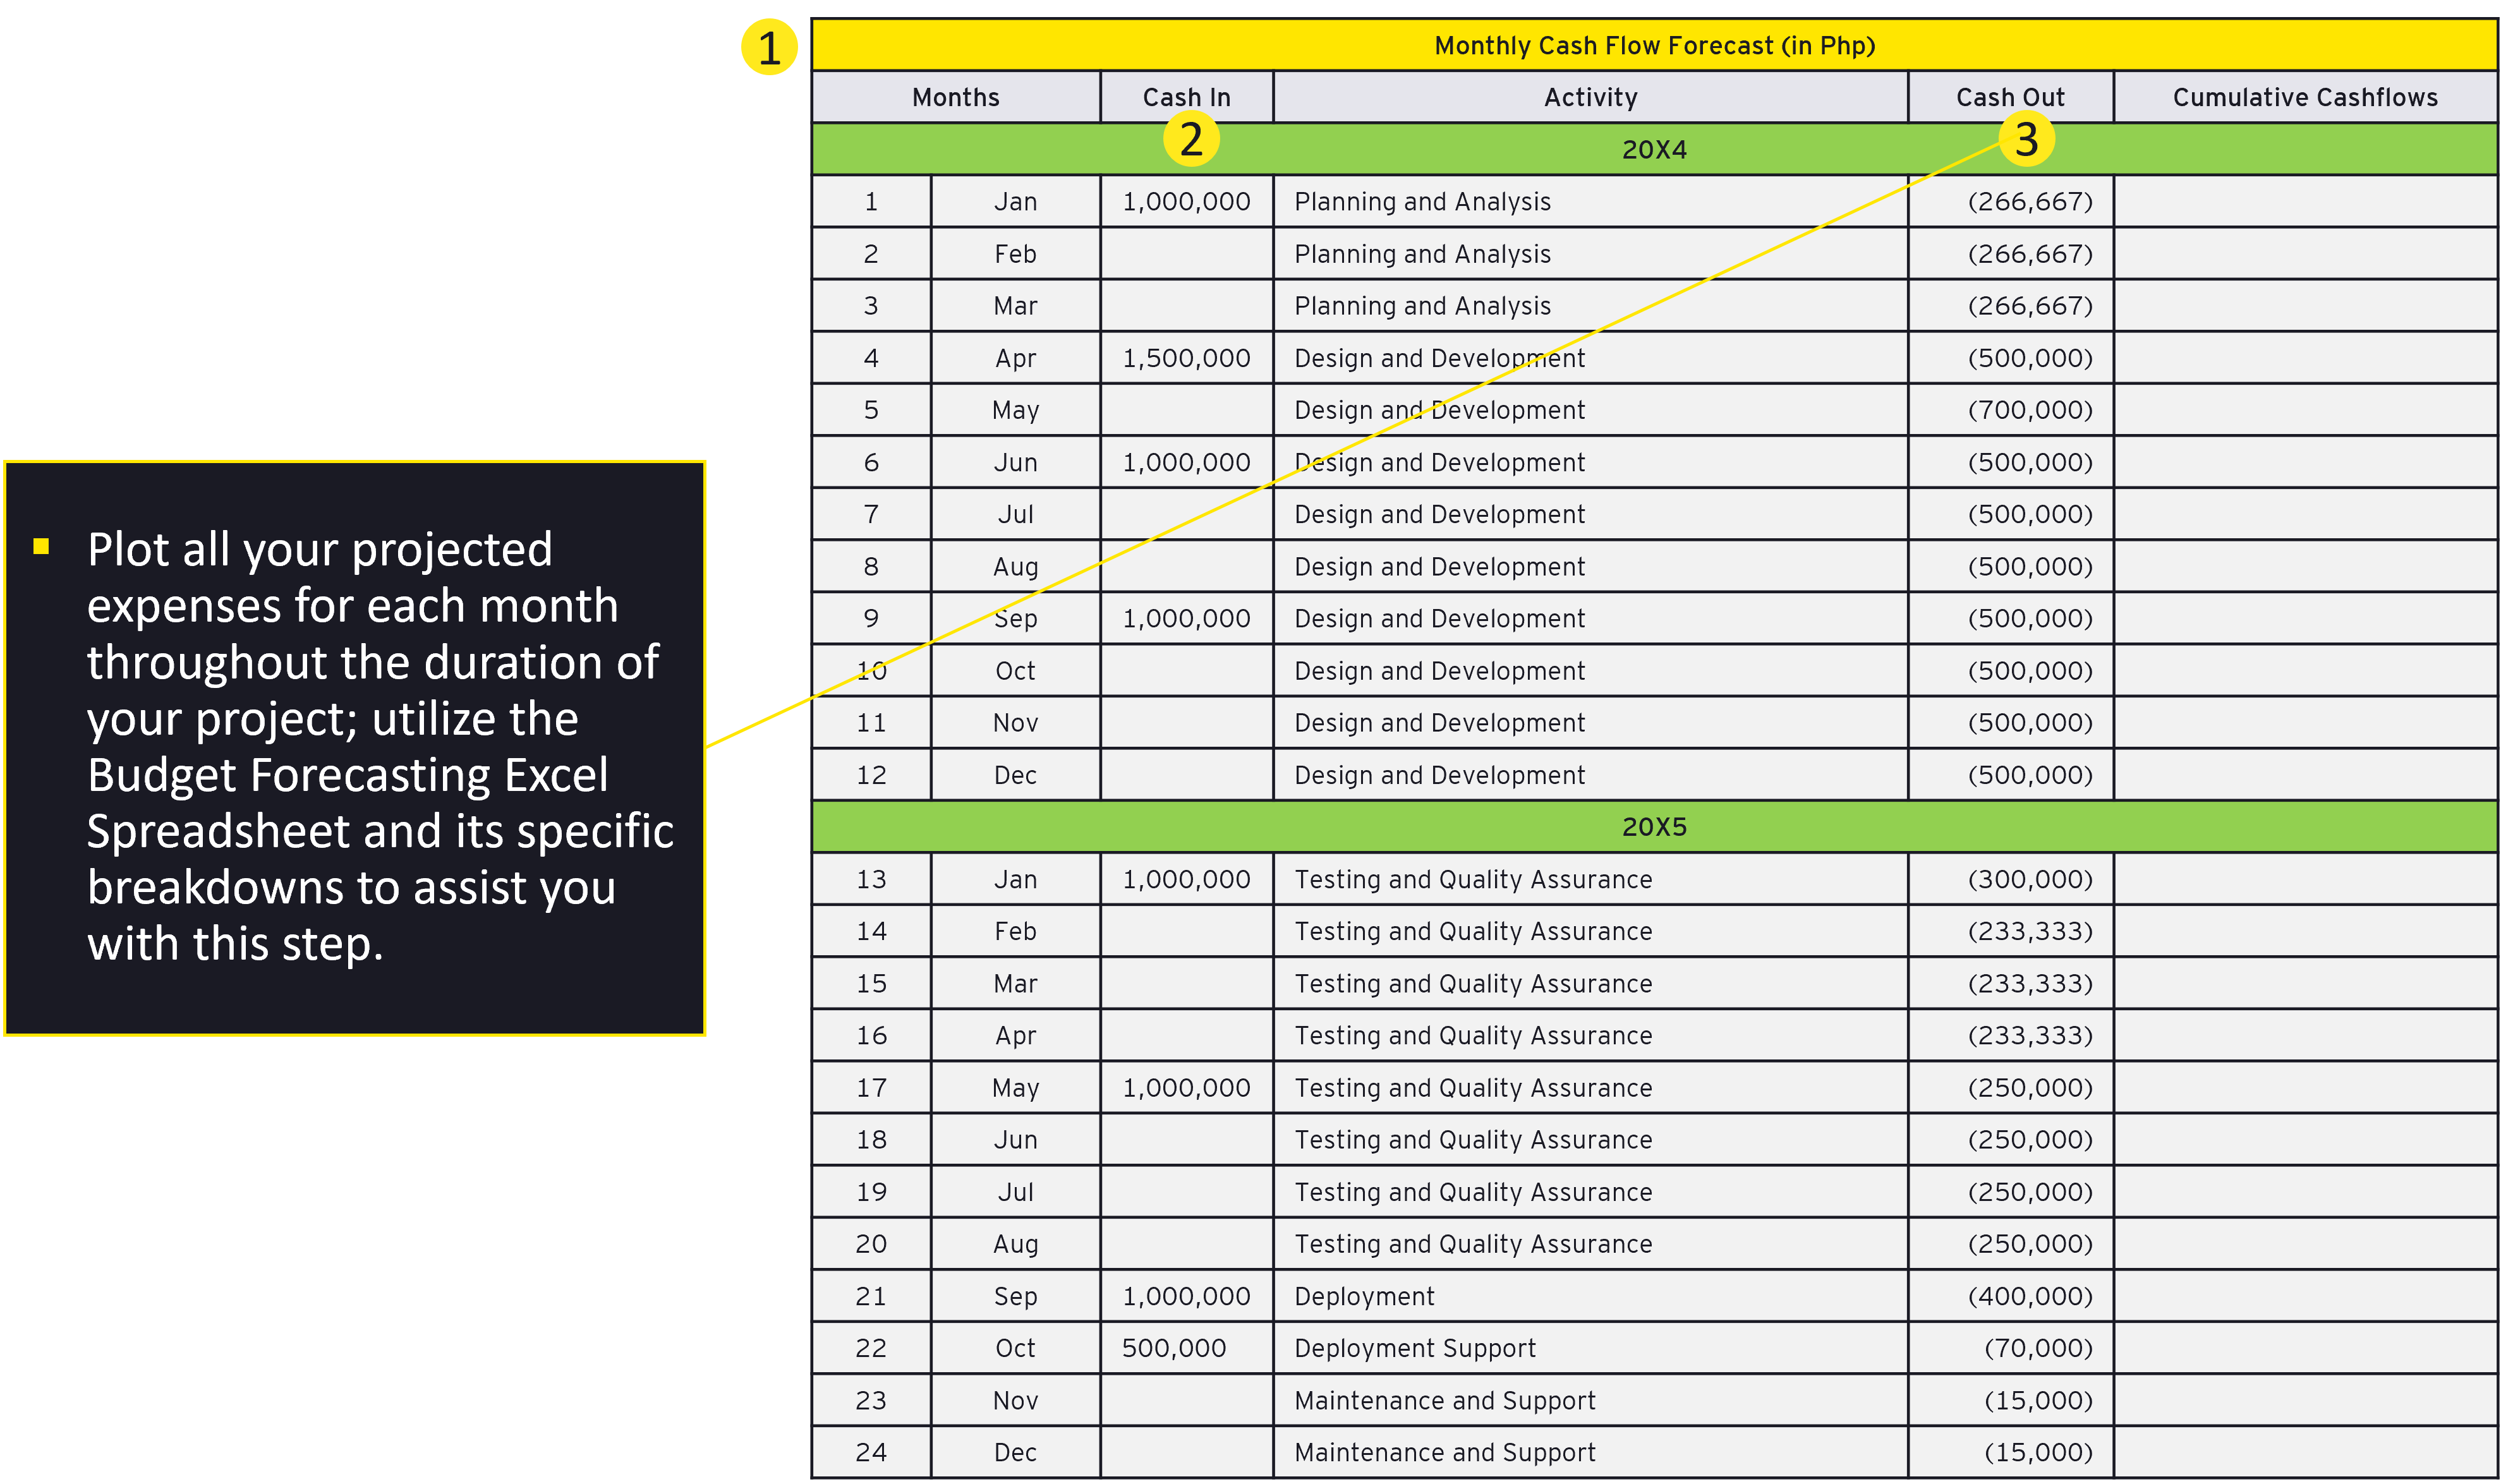 1
Monthly Cash Flow Forecast (in Php)
Months Cash In Activity Cash Out Cumulative Cashflows
2 3
20X4
1 Jan 1,000,000 Planning and Analysis (266,667)
2 Feb Planning and Analysis (266,667)
3 Mar Planning and Analysis (266,667)
4 Apr 1,500,000 Design and Development (500,000)
5 May Design and Development (700,000)
6 Jun 1,000,000 Design and Development (500,000)
7 Jul Design and Development (500,000)
8 Aug Design and Development (500,000)
9 Sep 1,000,000 Design and Development (500,000)
10 Oct Design and Development (500,000)
11 Nov Design and Development (500,000)
12 Dec Design and Development (500,000)
20X5
13 Jan 1,000,000 Testing and Quality Assurance (300,000)
14 Feb Testing and Quality Assurance (233,333)
15 Mar Testing and Quality Assurance (233,333)
16 Apr Testing and Quality Assurance (233,333)
17 May 1,000,000 Testing and Quality Assurance (250,000)
18 Jun Testing and Quality Assurance (250,000)
19 Jul Testing and Quality Assurance (250,000)
20 Aug Testing and Quality Assurance (250,000)
21 Sep 1,000,000 Deployment (400,000)
22 Oct 500,000 Deployment Support (70,000)
23 Nov Maintenance and Support (15,000)
24 Dec Maintenance and Support (15,000)
▪ Plot all your projected
expenses for each month
throughout the duration of
your project; utilize the
Budget Forecasting Excel
Spreadsheet and its specific
breakdowns to assist you
with this step.